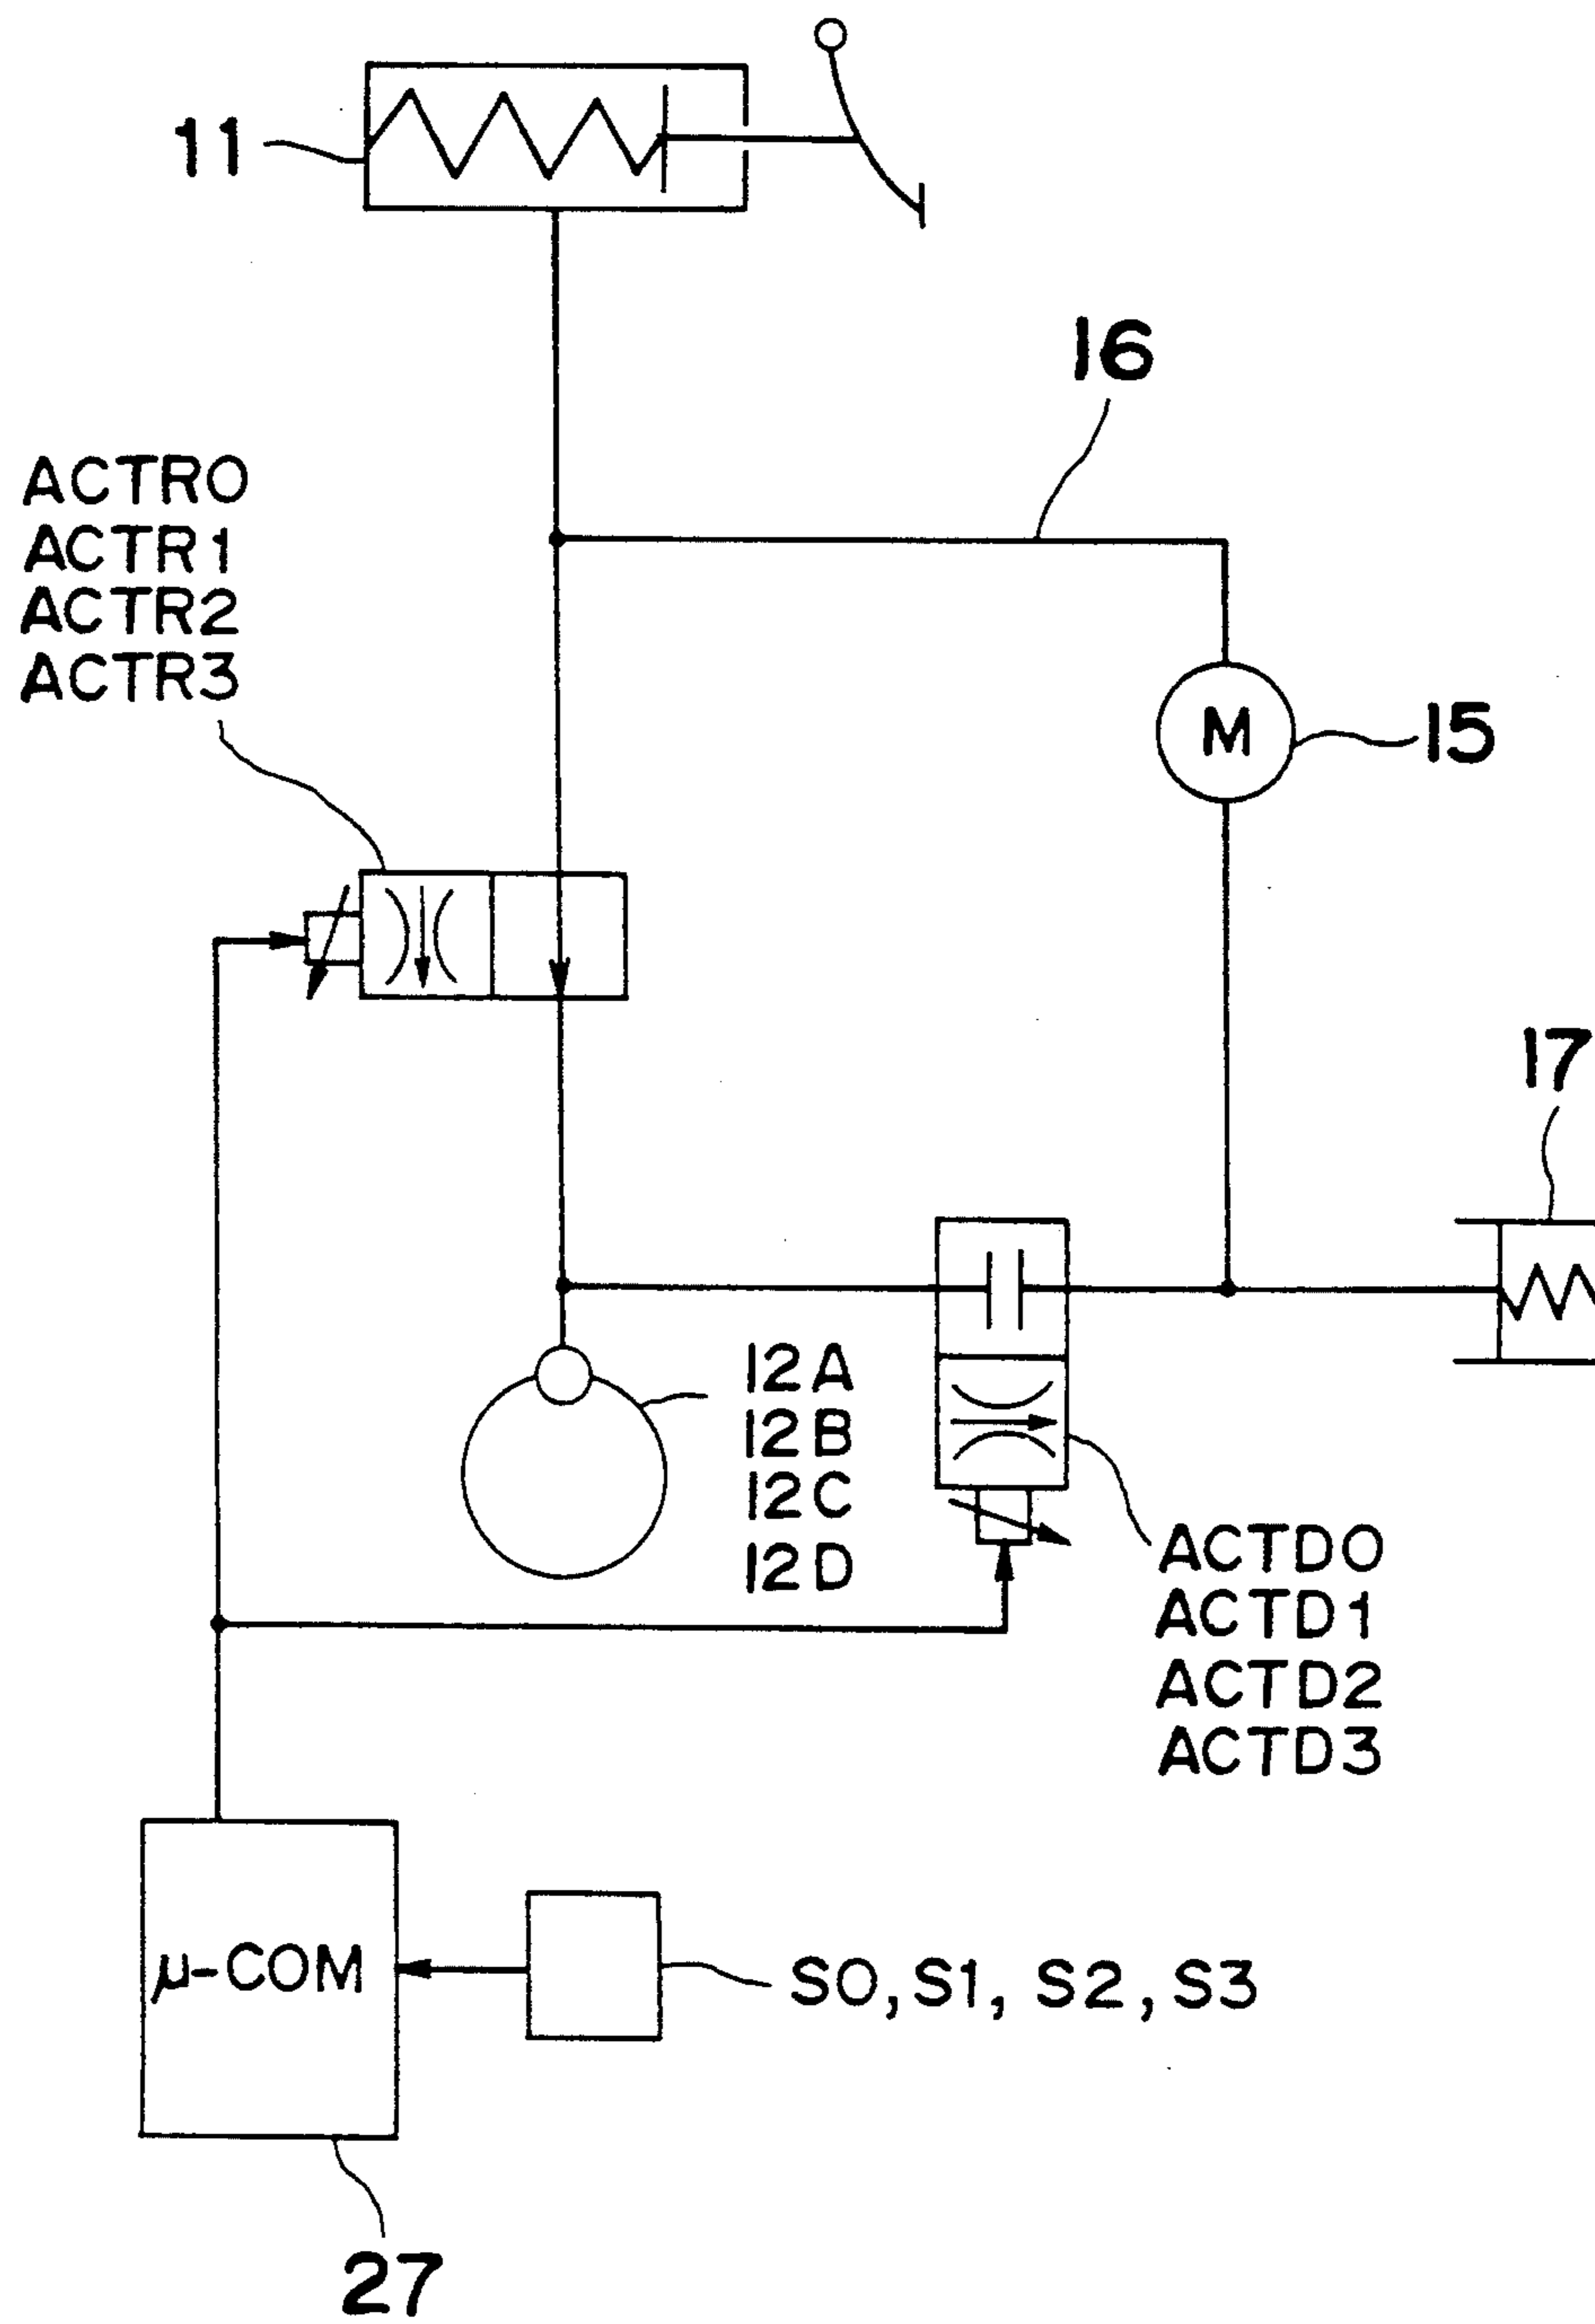 11
16
ACTR0
ACTR1
ACTR2
ACTR3
M
15
17
12A
12B
12C
12D
ACTD0
ACTD1
ACTD2
ACTD3
μ-COM
S0, S1, S2, S3
27